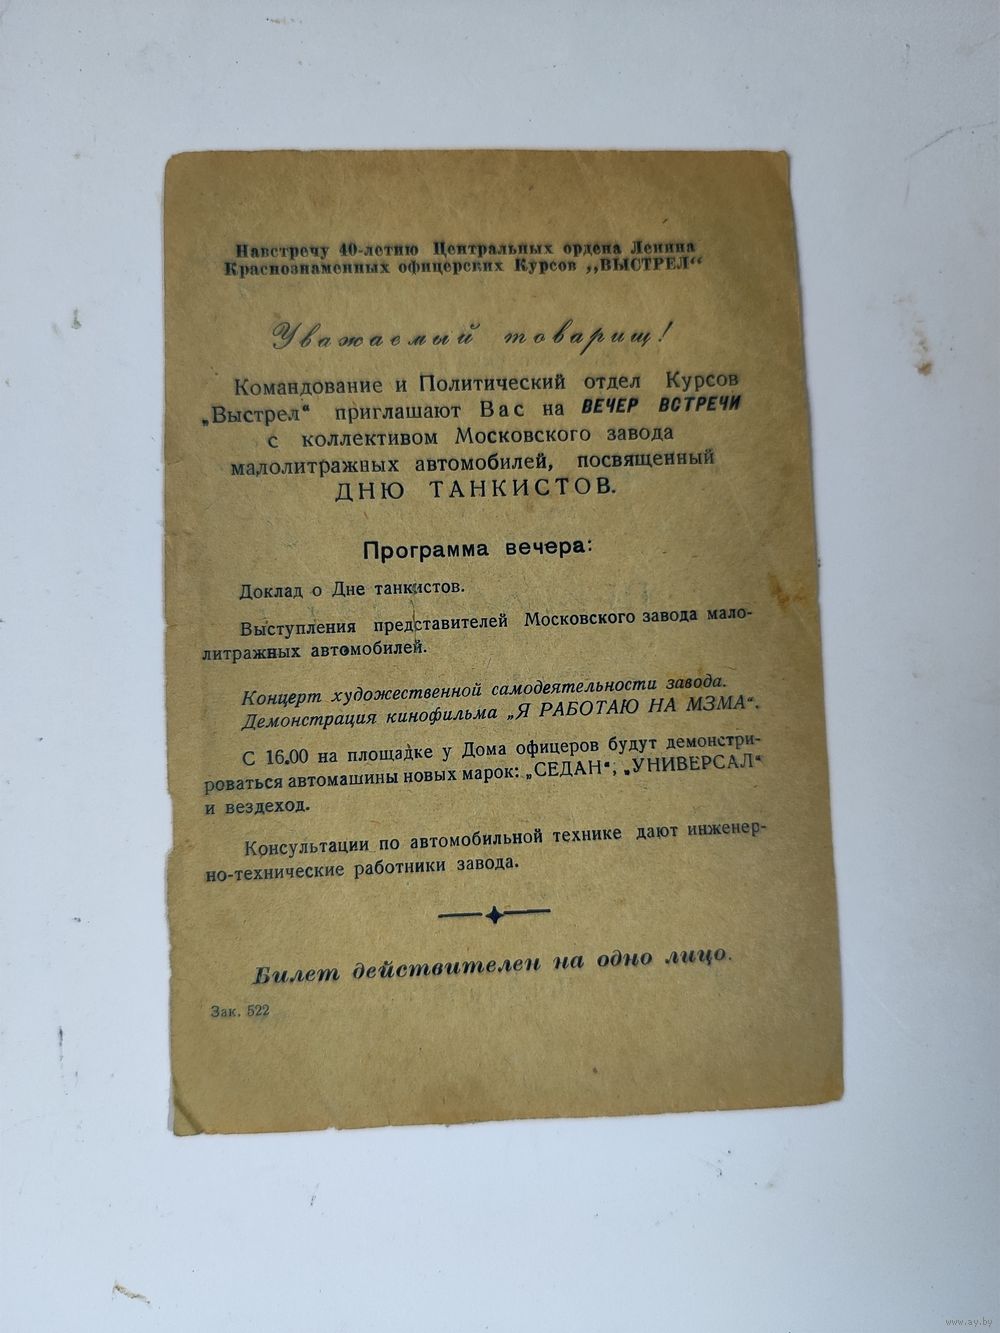 Навстречу 40-летию Центральных ордена Ленина
Краснознаменных офицерских Курсов „ВЫСТРЕЛ“
Уважаемый товарищ!
Командование и Политический отдел Курсов
„Выстрел“ приглашают Вас на ВЕЧЕР ВСТРЕЧИ
с коллективом Московского завода
малолитражных автомобилей, посвященный
ДНЮ ТАНКИСТОВ.
Программа вечера:
Доклад о Дне танкистов.
Выступления представителей Московского завода мало-
литражных автомобилей.
Концерт художественной самодеятельности завода.
Демонстрация кинофильма „Я РАБОТАЮ НА МЗМА“.
С 16.00 на площадке у Дома офицеров будут демонстри-
роваться автомашины новых марок: „СЕДАН“; „УНИВЕРСАЛ“
и вездеход.
Консультации по автомобильной технике дают инженер-
но-технические работники завода.
Билет действителен на одно лицо.
Зак. 522
www.ay.by